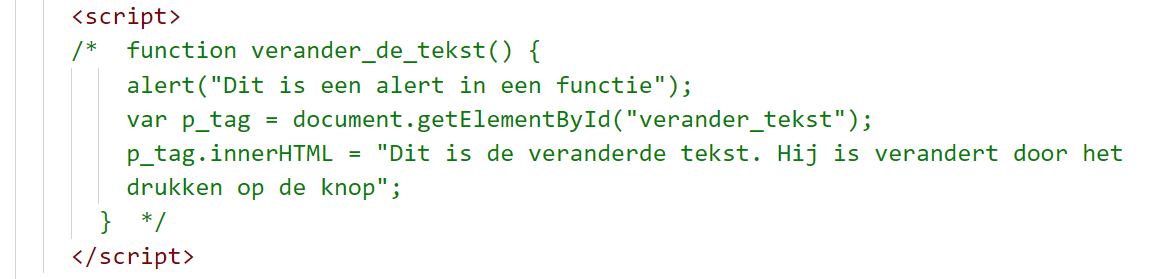 <script>
/*  function verander_de_tekst() {
alert("Dit is een alert in een functie");
var p_tag = document.getElementById("verander_tekst");
p_tag.innerHTML = "Dit is de veranderde tekst. Hij is verandert door het
drukken op de knop";
}  */
</script>